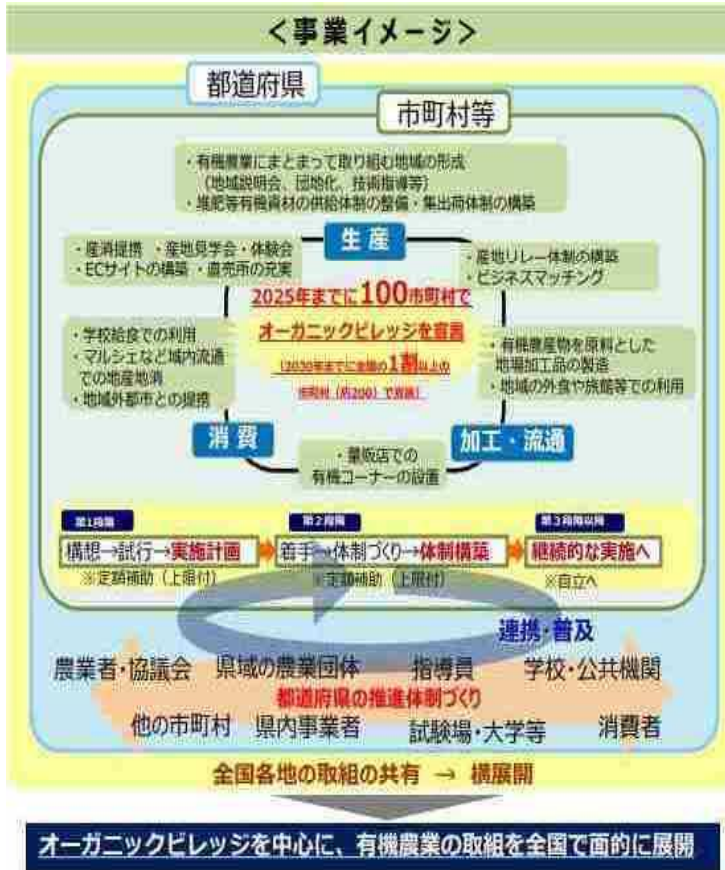 <事業イメージ>
都道府県
市町村等
・有機農業にまとまって取り組む地域の形成
(地域説明会、団地化、技術指導等)
・堆肥等有機資材の供給体制の整備・集出荷体制の構築
生産
・産消提携 ・産地見学会・体験会
・ECサイトの構築 ・直売所の充実
・産地リレー体制の構築
・ビジネスマッチング
2025年までに100市町村で
オーガニックビレッジを宣言
(2030年までに全国の1割以上の
市町村(約200)で宣言)
・学校給食での利用
・マルシェなど域内流通
での地産地消
・地域外都市との提携
・有機農産物を原料とした
地場加工品の製造
・地域の外食や旅館等での利用
消費
加工・流通
・量販店での
有機コーナーの設置
第1段階
第2段階
第3段階以降
構想→試行→実施計画
着手→体制づくり→体制構築
継続的な実施へ
※定額補助(上限付)
※定額補助(上限付)
※自立へ
連携・普及
農業者・協議会 県域の農業団体 指導員 学校・公共機関
都道府県の推進体制づくり
他の市町村 県内事業者 試験場・大学等 消費者
全国各地の取組の共有 → 横展開
オーガニックビレッジを中心に、有機農業の取組を全国で面的に展開